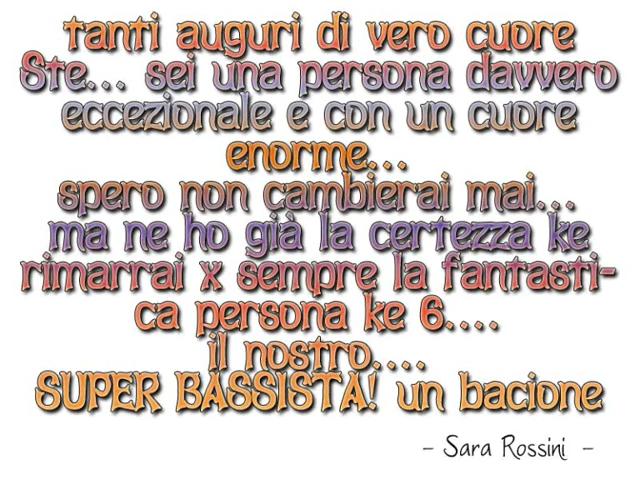 tanti auguri di vero cuore
Ste... sei una persona davvero
eccezionale e con un cuore
enorme...
spero non cambierai mai...
ma ne ho già la certezza ke
rimarrai x sempre la fantasti-
ca persona ke 6....
il nostro....
SUPER BASSISTA! un bacione
- Sara Rossini -